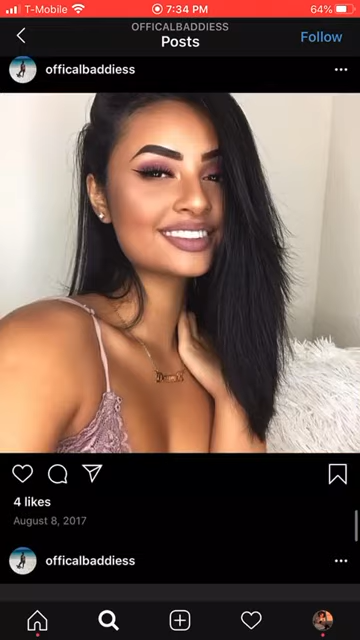 T-Mobile 7:34 PM 64%
OFFICALBADDIESS
Posts
Follow
officalbaddiess
4 likes
August 8, 2017
officalbaddiess